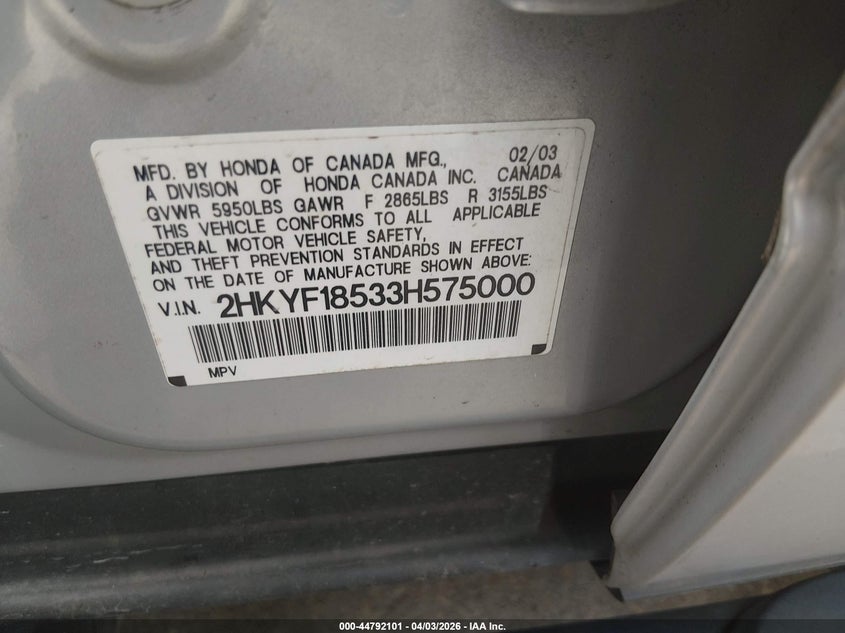 MFD. BY HONDA OF CANADA MFG., 02/03
A DIVISION OF HONDA CANADA INC. CANADA
GVWR 5950LBS GAWR F 2865LBS R 3155LBS
THIS VEHICLE CONFORMS TO ALL APPLICABLE
FEDERAL MOTOR VEHICLE SAFETY,
AND THEFT PREVENTION STANDARDS IN EFFECT
ON THE DATE OF MANUFACTURE SHOWN ABOVE:
V.I.N. 2HKYF18533H575000
MPV
000-44792101 - 04/03/2026 - IAA Inc.